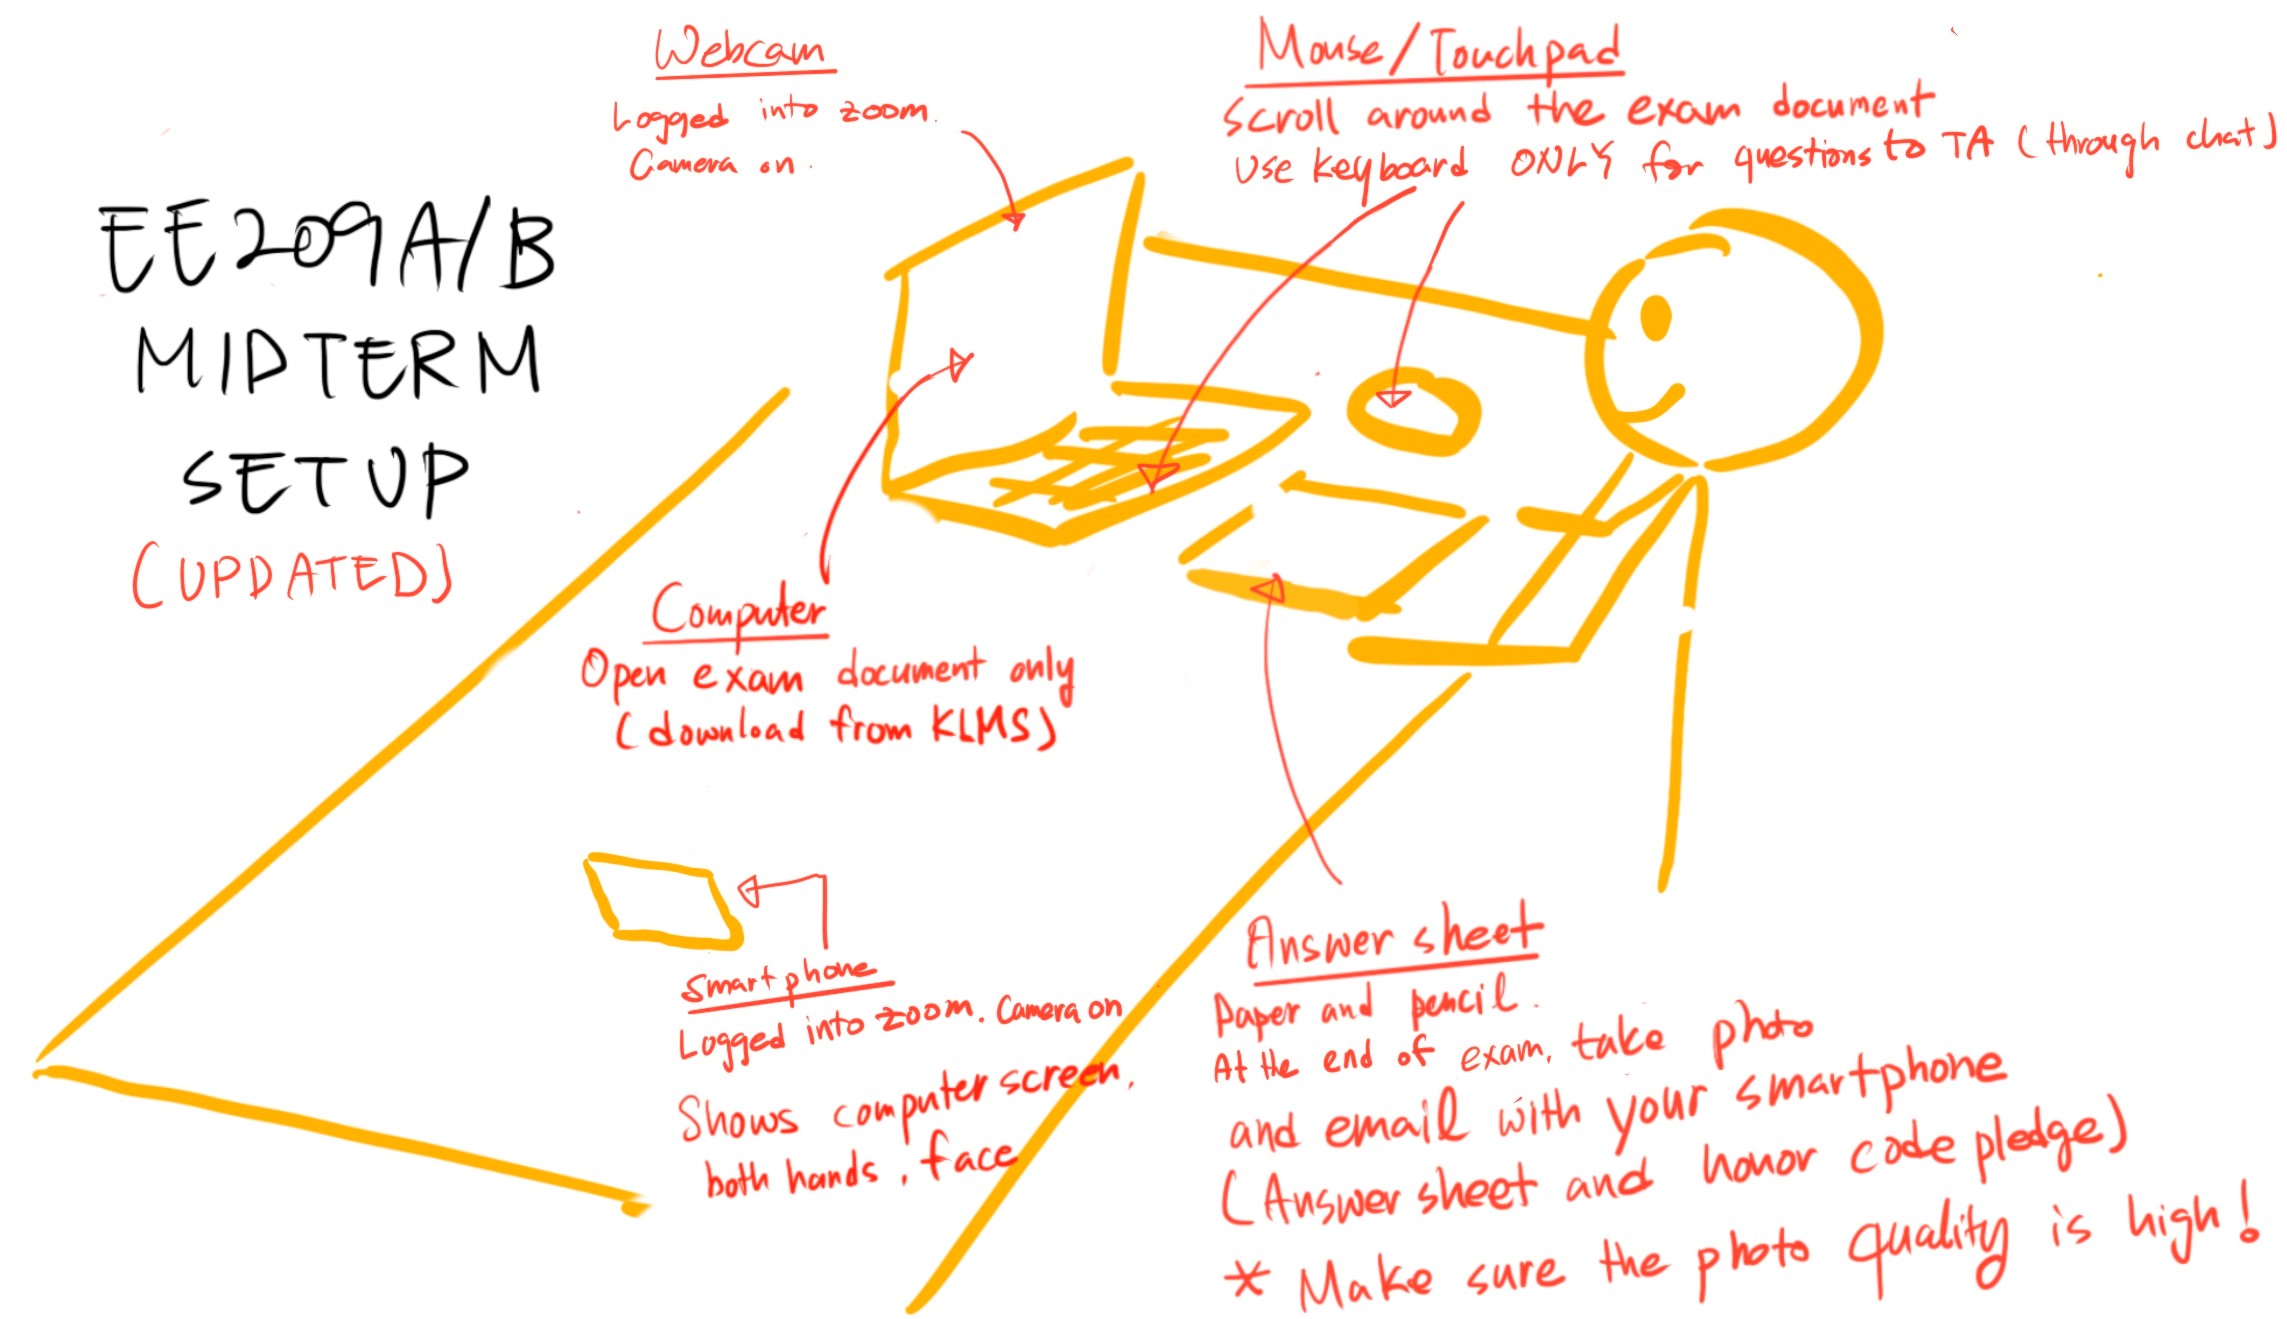 EE209A/B
MIDTERM
SETUP
(UPDATED)
Webcam
Logged into zoom.
Camera on.
Mouse/Touchpad
Scroll around the exam document
Use keyboard ONLY for questions to TA (through chat)
Computer
Open exam document only
(download from KLMS)
Smartphone
Logged into zoom. Camera on
Shows computer screen,
both hands, face
Answer sheet
Paper and pencil.
At the end of exam, take photo
and email with your smartphone
(Answer sheet and honor code pledge)
* Make sure the photo quality is high!